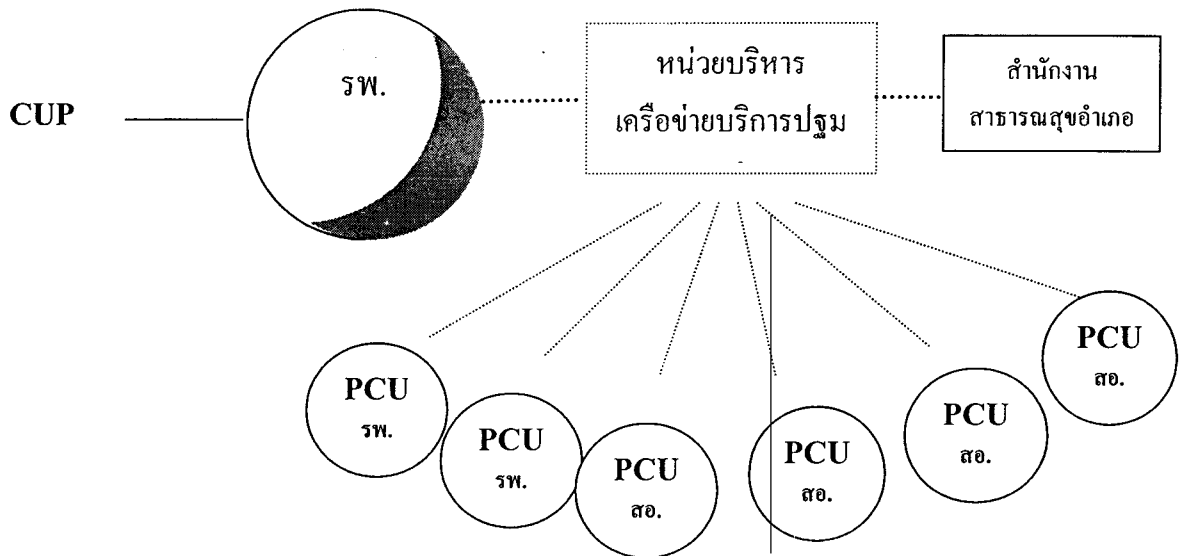 CUP
รพ.
หน่วยบริหาร
เครือข่ายบริการปฐม
สำนักงาน
สาธารณสุขอำเภอ
PCU
รพ.
PCU
รพ.
PCU
สอ.
PCU
สอ.
PCU
สอ.
PCU
สอ.